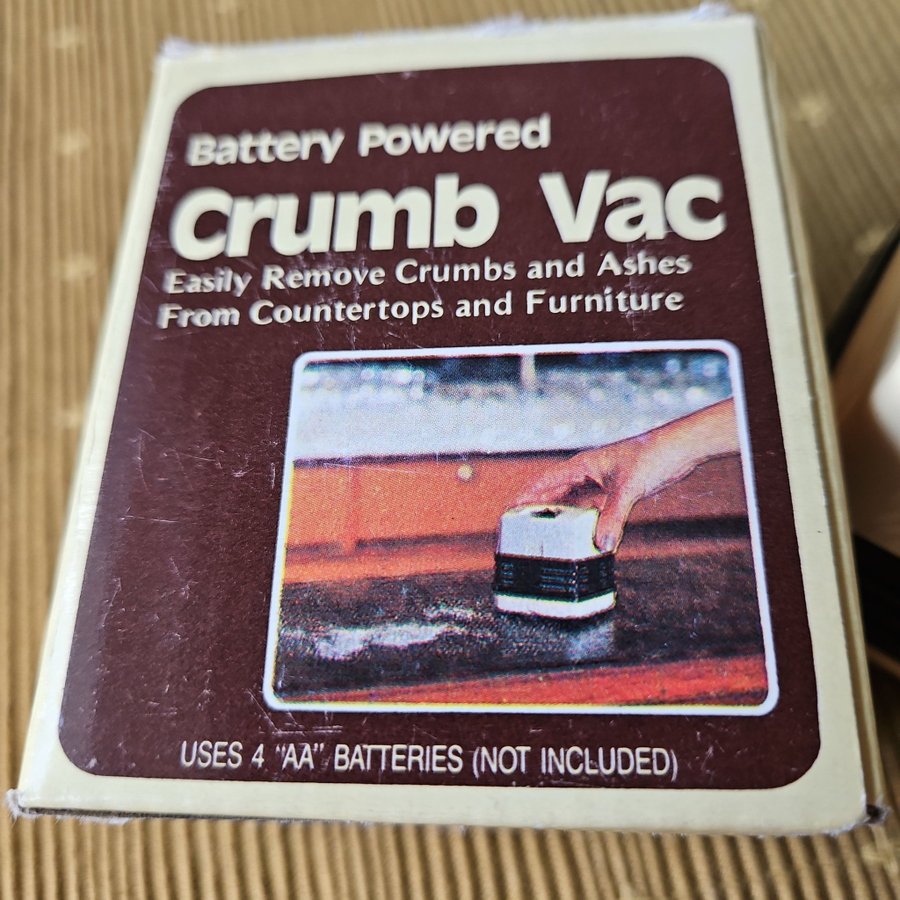 Battery Powered
Crumb Vac
Easily Remove Crumbs and Ashes
From Countertops and Furniture
USES 4 "AA" BATTERIES (NOT INCLUDED)